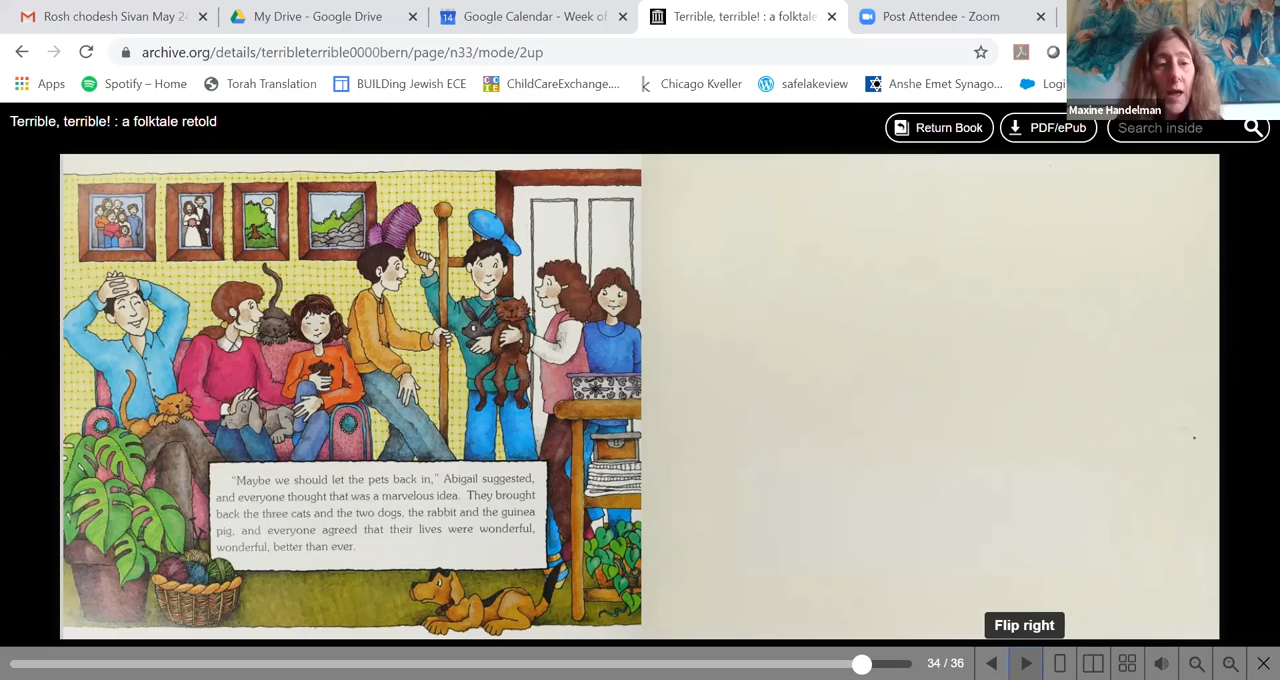 Rosh chodesh Sivan May 24
My Drive - Google Drive
14
Google Calendar - Week of
Terrible, terrible! : a folktale
Post Attendee - Zoom
archive.org/details/terribleterrible0000bern/page/n33/mode/2up
Apps
Spotify – Home
Torah Translation
BUILDing Jewish ECE
ChildCareExchange....
Chicago Kveller
safelakeview
Anshe Emet Synago...
Logi
Maxine Handelman
Terrible, terrible! : a folktale retold
Return Book
PDF/ePub
Search inside
"Maybe we should let the pets back in," Abigail suggested,
and everyone thought that was a marvelous idea. They brought
back the three cats and the two dogs, the rabbit and the guinea
pig, and everyone agreed that their lives were wonderful,
wonderful, better than ever.
Flip right
34 / 36